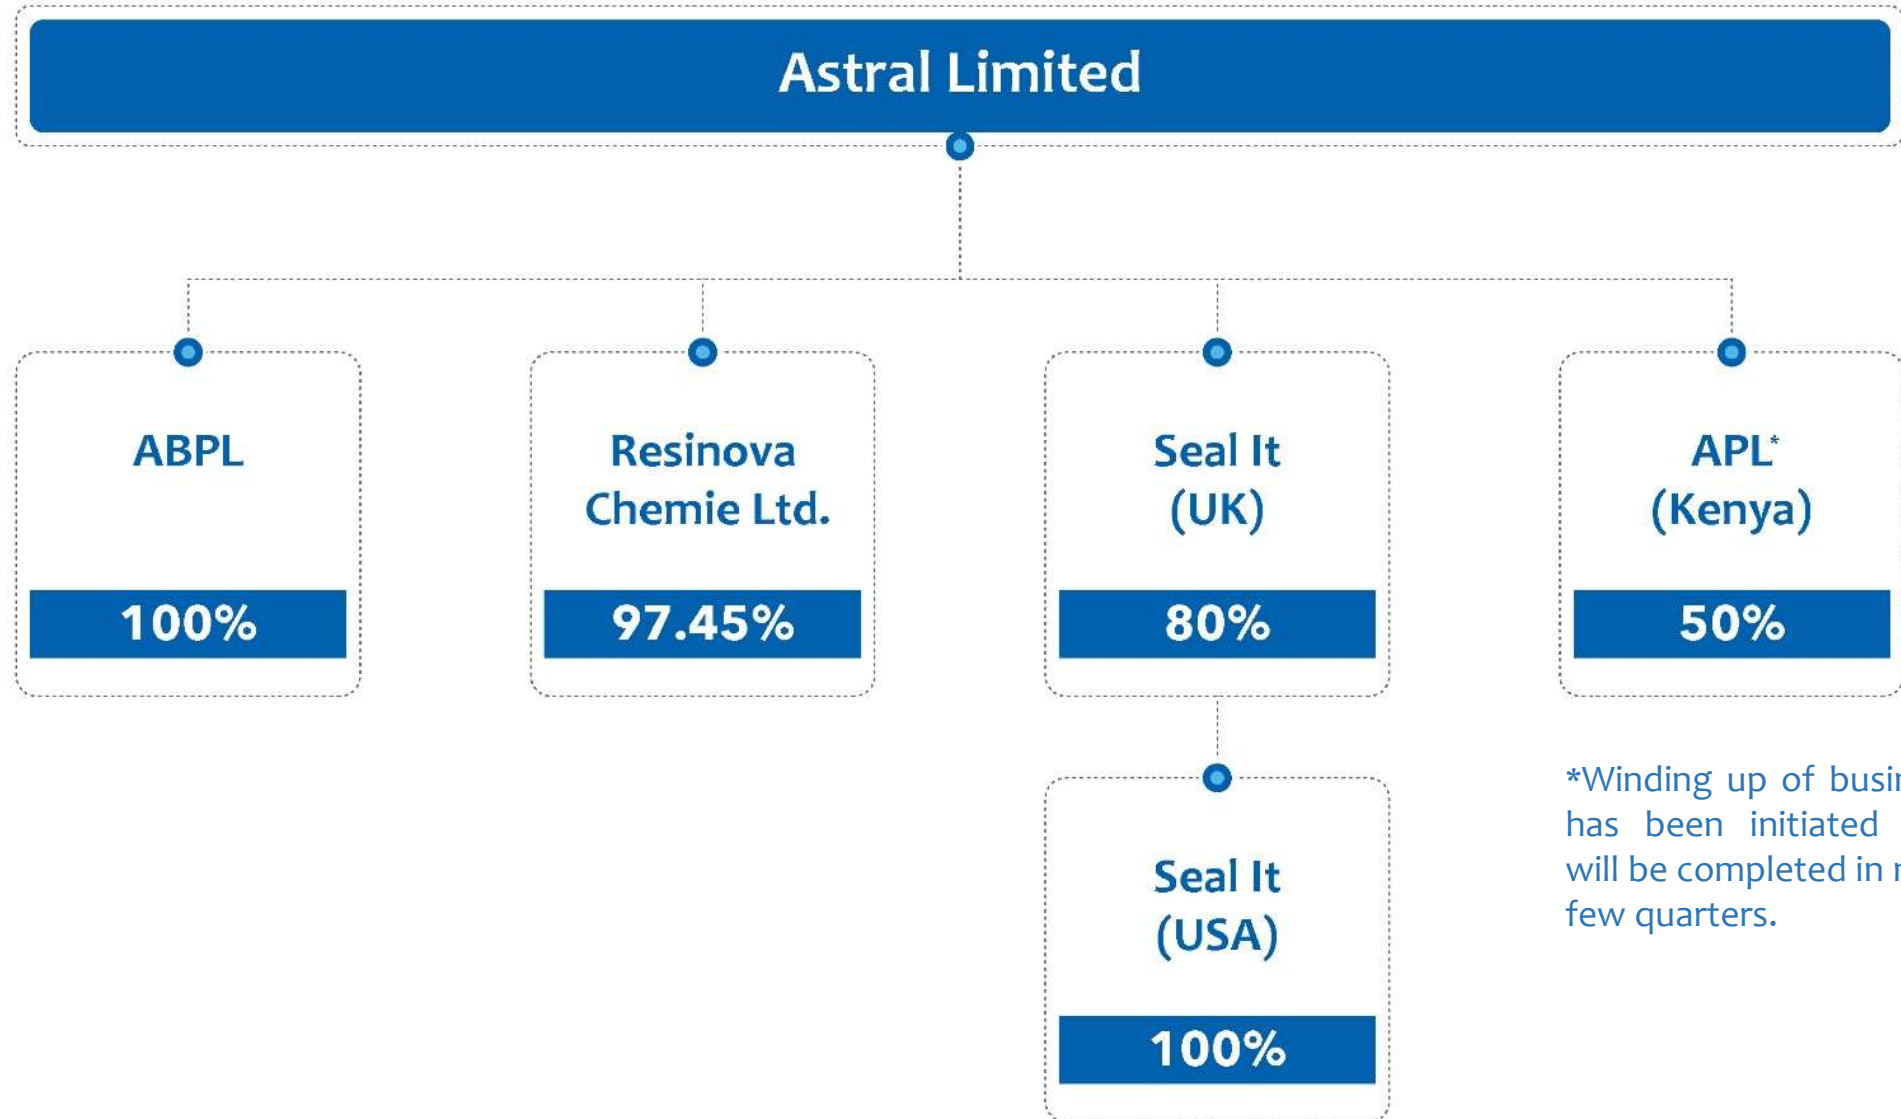 Astral Limited
ABPL
100%
Resinova
Chemie Ltd.
97.45%
Seal It
(UK)
80%
APL*
(Kenya)
50%
Seal It
(USA)
100%
*Winding up of
has been initiated
will be completed in
few quarters.